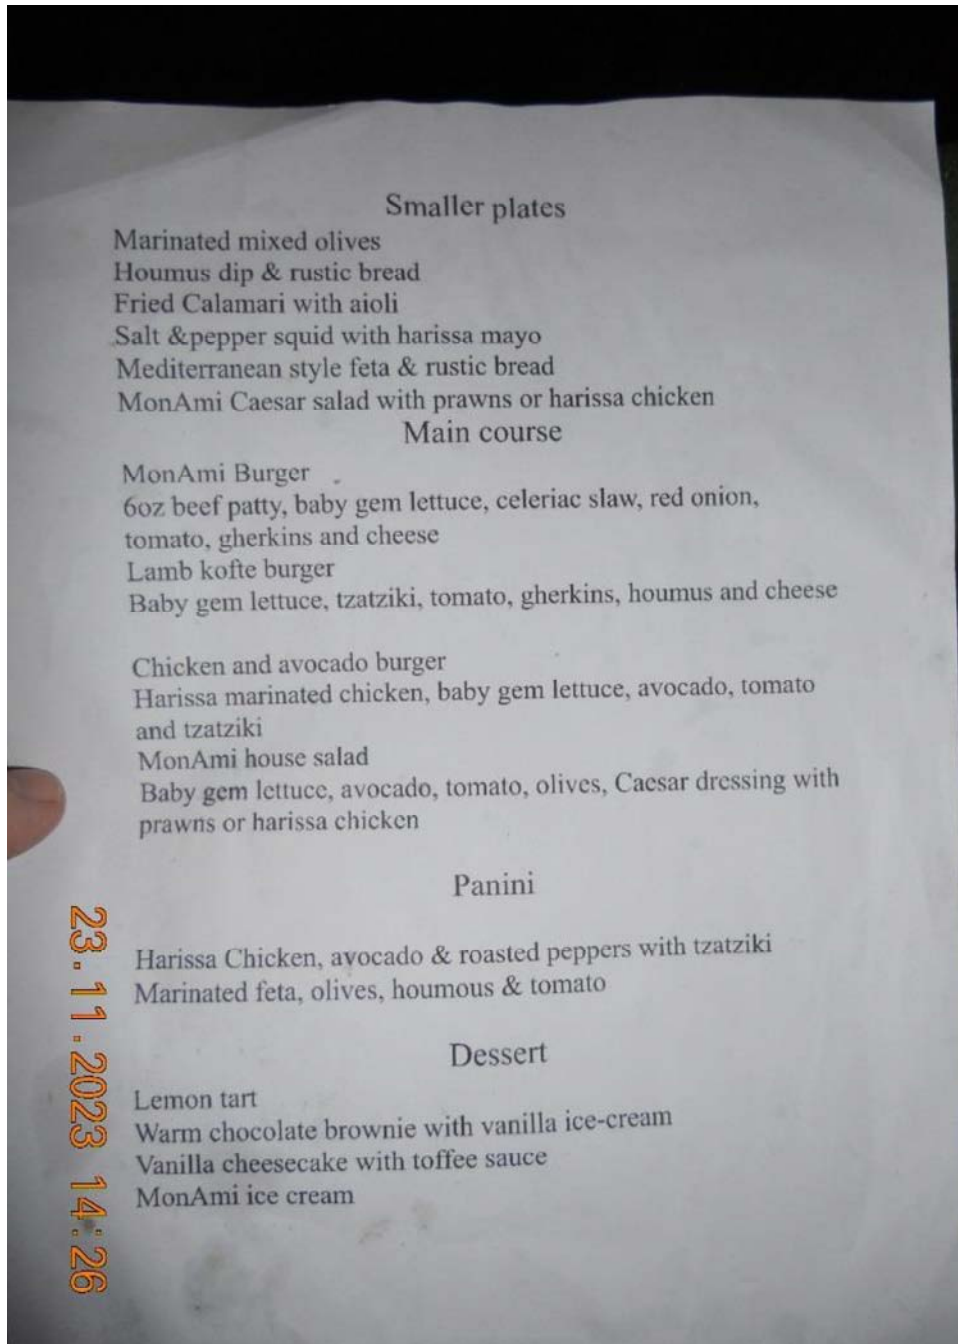 Smaller plates
Marinated mixed olives
Houmus dip & rustic bread
Fried Calamari with aioli
Salt &pepper squid with harissa mayo
Mediterranean style feta & rustic bread
MonAmi Caesar salad with prawns or harissa chicken
Main course
MonAmi Burger
6oz beef patty, baby gem lettuce, celeriac slaw, red onion,
tomato, gherkins and cheese
Lamb kofte burger
Baby gem lettuce, tzatziki, tomato, gherkins, houmus and cheese
Chicken and avocado burger
Harissa marinated chicken, baby gem lettuce, avocado, tomato
and tzatziki
MonAmi house salad
Baby gem lettuce, avocado, tomato, olives, Caesar dressing with
prawns or harissa chicken
Panini
Harissa Chicken, avocado & roasted peppers with tzatziki
Marinated feta, olives, houmous & tomato
Dessert
Lemon tart
Warm chocolate brownie with vanilla ice-cream
Vanilla cheesecake with toffee sauce
MonAmi ice cream
23.11.2023 14:26